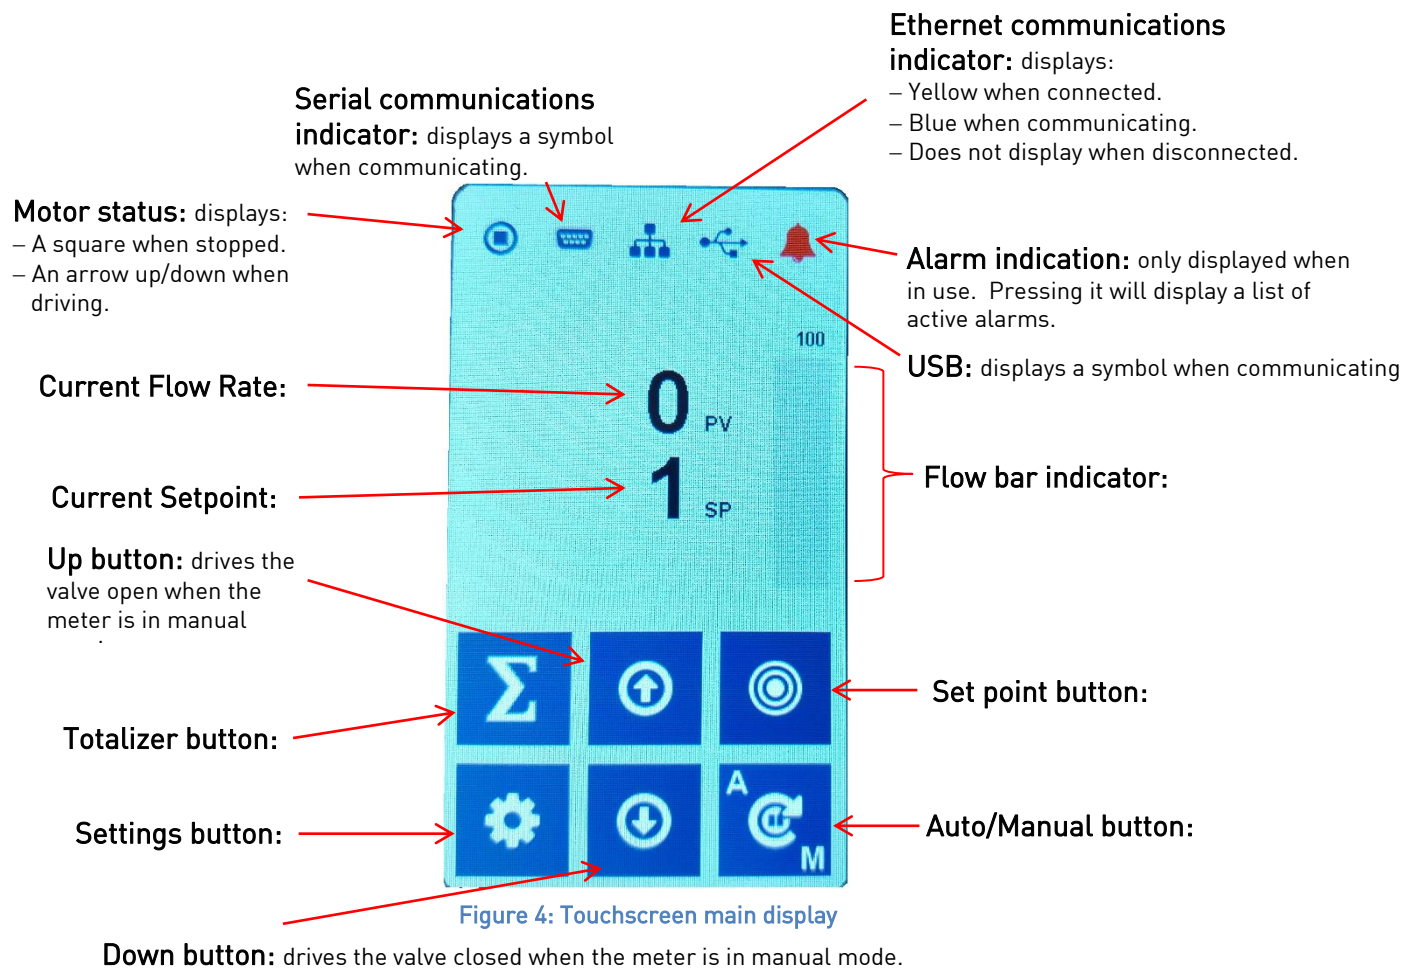 Ethernet communications
indicator: displays:
– Yellow when connected.
– Blue when communicating.
– Does not display when disconnected.
Serial communications
indicator: displays a symbol
when communicating.
Motor status: displays:
– A square when stopped.
– An arrow up/down when
driving.
Alarm indication: only displayed when
in use. Pressing it will display a list of
active alarms.
100
USB: displays a symbol when communicating
Current Flow Rate:
0 PV
Flow bar indicator:
Current Setpoint:
1 SP
Up button: drives the
valve open when the
meter is in manual
Σ
Set point button:
Totalizer button:
A
M
Settings button:
Auto/Manual button:
Figure 4: Touchscreen main display
Down button: drives the valve closed when the meter is in manual mode.